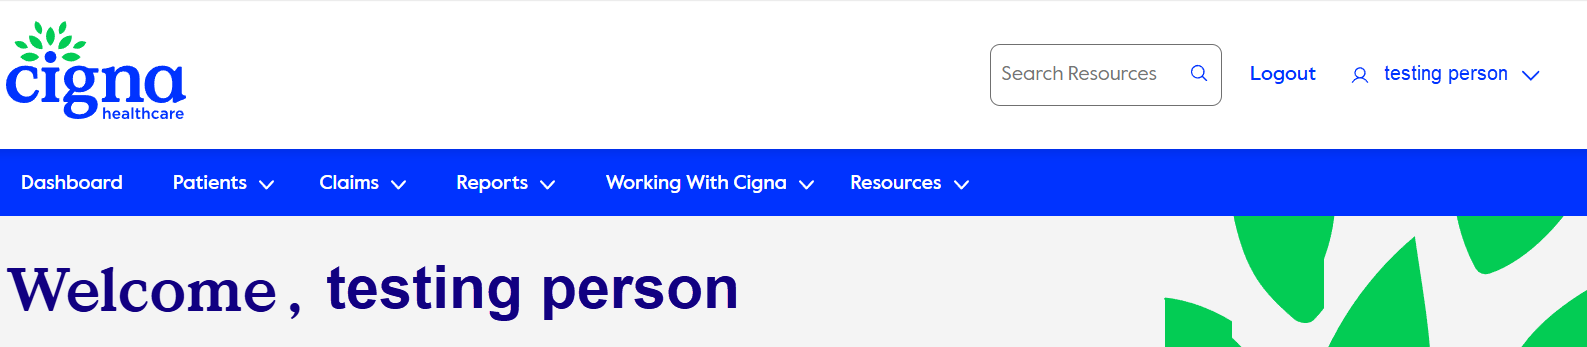 cigna
healthcare
Search Resources
Logout
testing person
Dashboard
Patients
Claims
Reports
Working With Cigna
Resources
Welcome, testing person